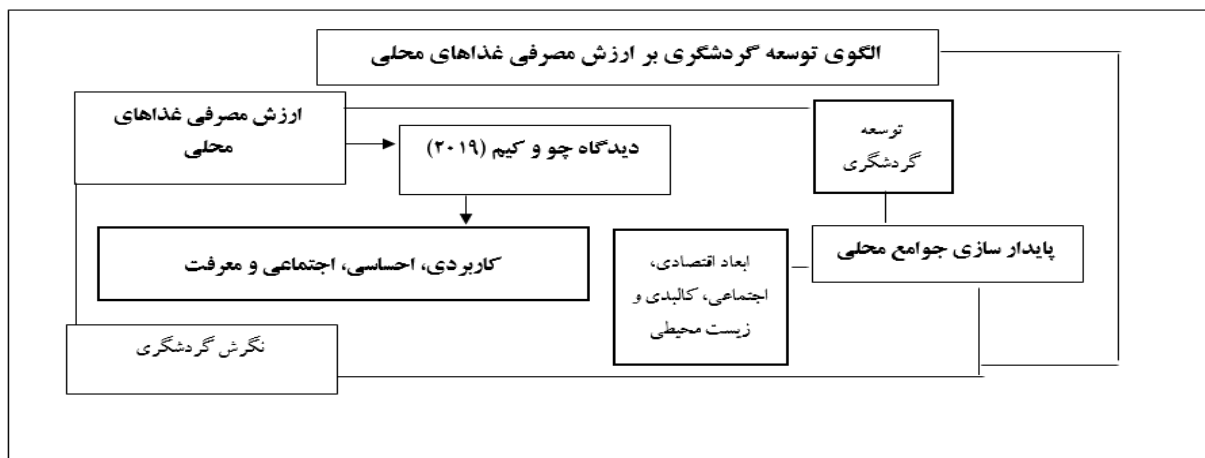 الگوی توسعه گردشگری بر ارزش مصرفی غذاهای محلی
ارزش مصرفی غذاهای
محلی
توسعه
گردشگری
دیدگاه چو و کیم (۲۰۱۹)
پایدار سازی جوامع محلی
کاربردی، احساسی، اجتماعی و معرفت
ابعاد اقتصادی،
اجتماعی، کالبدی و
زیست محیطی
نگرش گردشگری